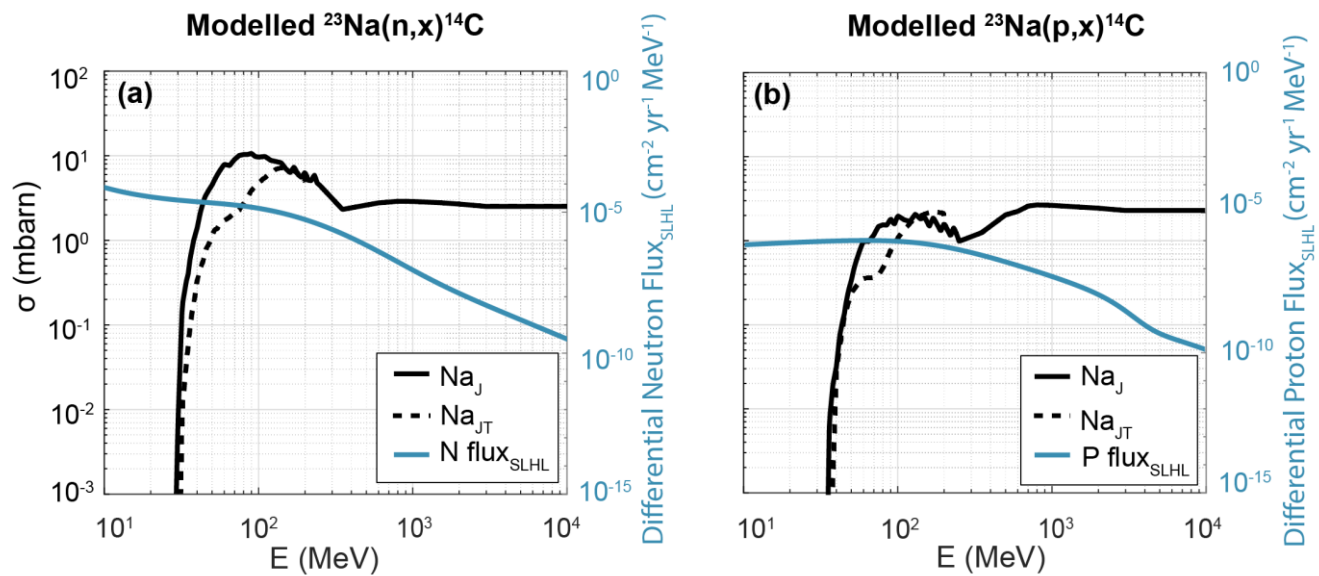 Modelled ²³Na(n,x)¹⁴C
(a)
10²
10¹
10⁰
10⁻¹
10⁻²
10⁻³
σ (mbarn)
10⁰
10⁻⁵
10⁻¹⁰
10⁻¹⁵
Differential Neutron Flux_SLHL (cm⁻² yr⁻¹ MeV⁻¹)
Na_J
Na_JT
N flux_SLHL
10¹ 10² 10³ 10⁴
E (MeV)
Modelled ²³Na(p,x)¹⁴C
(b)
10⁰
10⁻⁵
10⁻¹⁰
10⁻¹⁵
Differential Proton Flux_SLHL (cm⁻² yr⁻¹ MeV⁻¹)
Na_J
Na_JT
P flux_SLHL
10¹ 10² 10³ 10⁴
E (MeV)